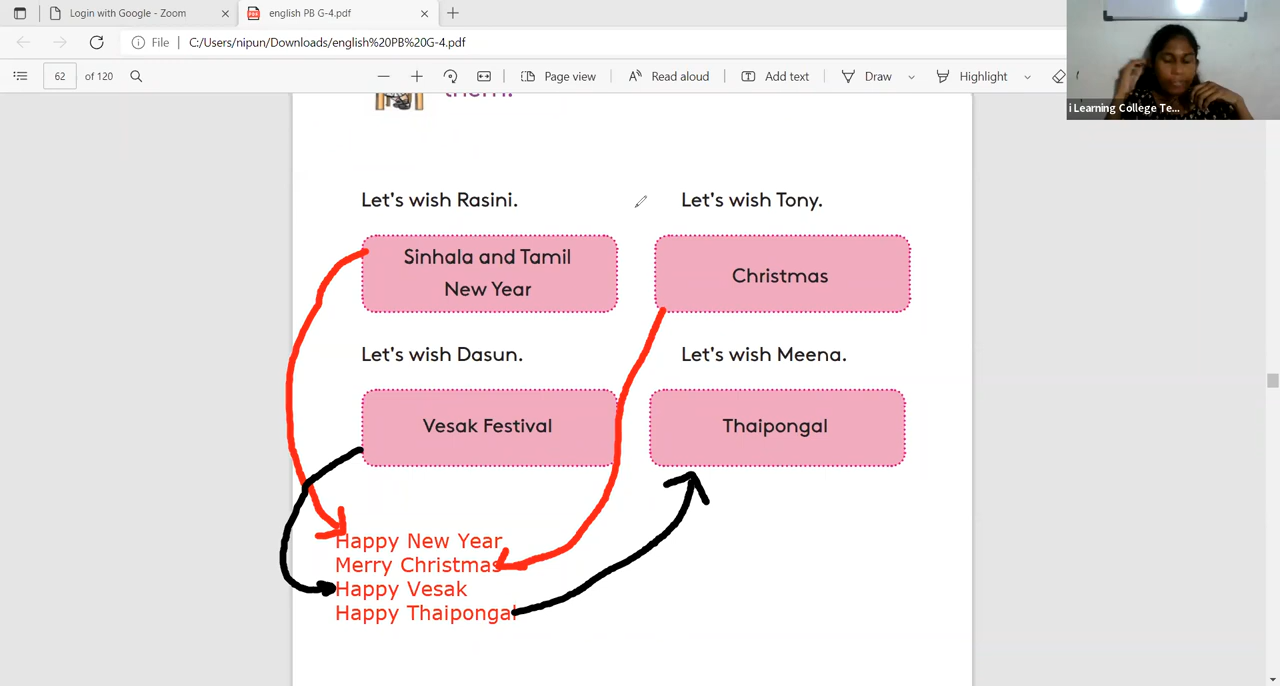 Login with Google - Zoom
english PB G-4.pdf
File
C:/Users/nipun/Downloads/english%20PB%20G-4.pdf
62 of 120
Page view
Read aloud
Add text
Draw
Highlight
i Learning College Te...
them.
Let's wish Rasini.
Let's wish Tony.
Sinhala and Tamil
New Year
Christmas
Let's wish Dasun.
Let's wish Meena.
Vesak Festival
Thaipongal
Happy New Year
Merry Christmas
Happy Vesak
Happy Thaipongal